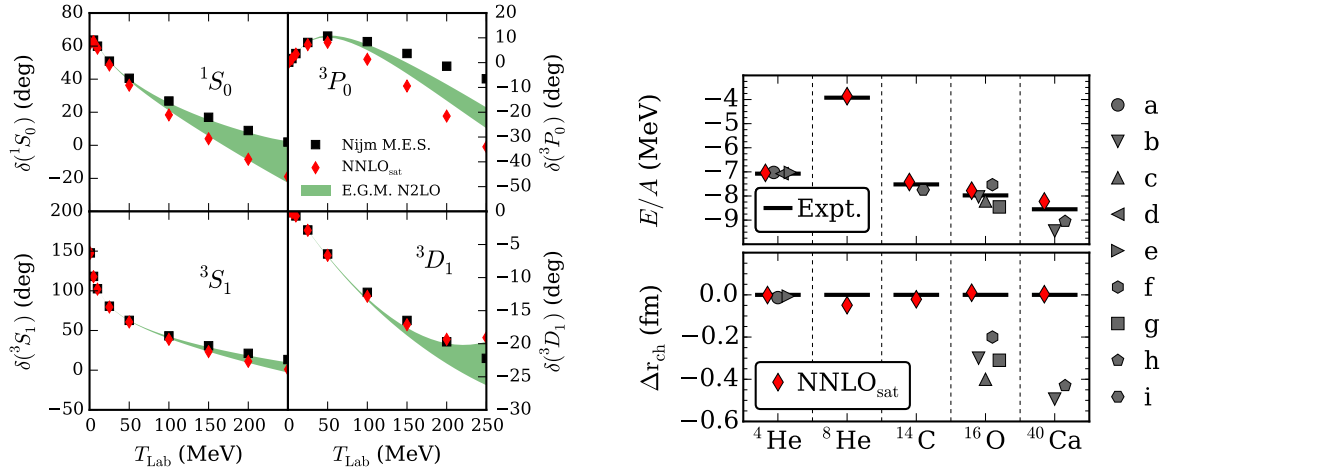 80
60
40
20
0
−20
δ(¹S₀) (deg)
¹S₀
³P₀
Nijm M.E.S.
NNLOsat
E.G.M. N2LO
20
10
0
−10
−20
−30
−40
−50
δ(³P₀) (deg)
200
150
100
50
0
−50
δ(³S₁) (deg)
³S₁
³D₁
0
−5
−10
−15
−20
−25
−30
δ(³D₁) (deg)
0 50 100 150 200
0 50 100 150 200 250
T_Lab (MeV)
T_Lab (MeV)
−4
−5
−6
−7
−8
−9
E/A (MeV)
Expt.
0.0
−0.2
−0.4
−0.6
Δr_ch (fm)
NNLOsat
⁴He ⁸He ¹⁴C ¹⁶O ⁴⁰Ca
a
b
c
d
e
f
g
h
i